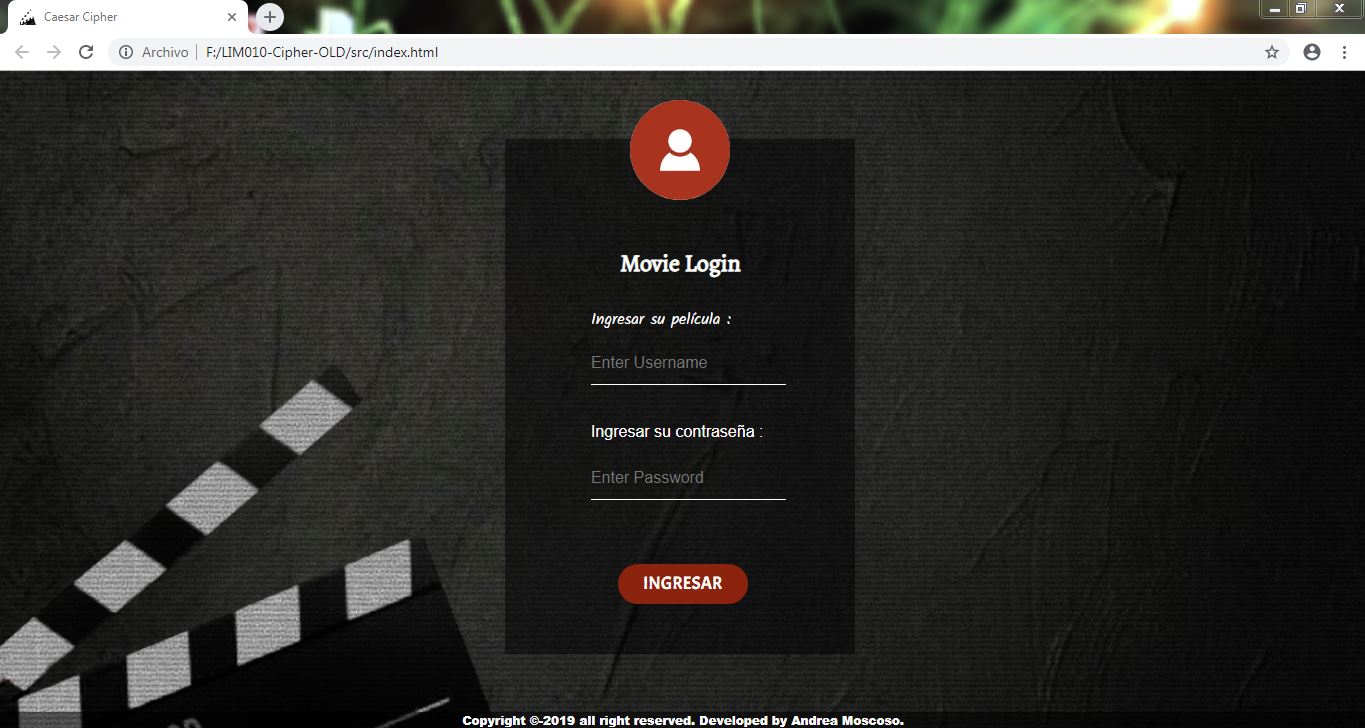 Caesar Cipher
Archivo | F:/LIM010-Cipher-OLD/src/index.html
Movie Login
Ingresar su película :
Enter Username
Ingresar su contraseña :
Enter Password
INGRESAR
Copyright ©-2019 all right reserved. Developed by Andrea Moscoso.